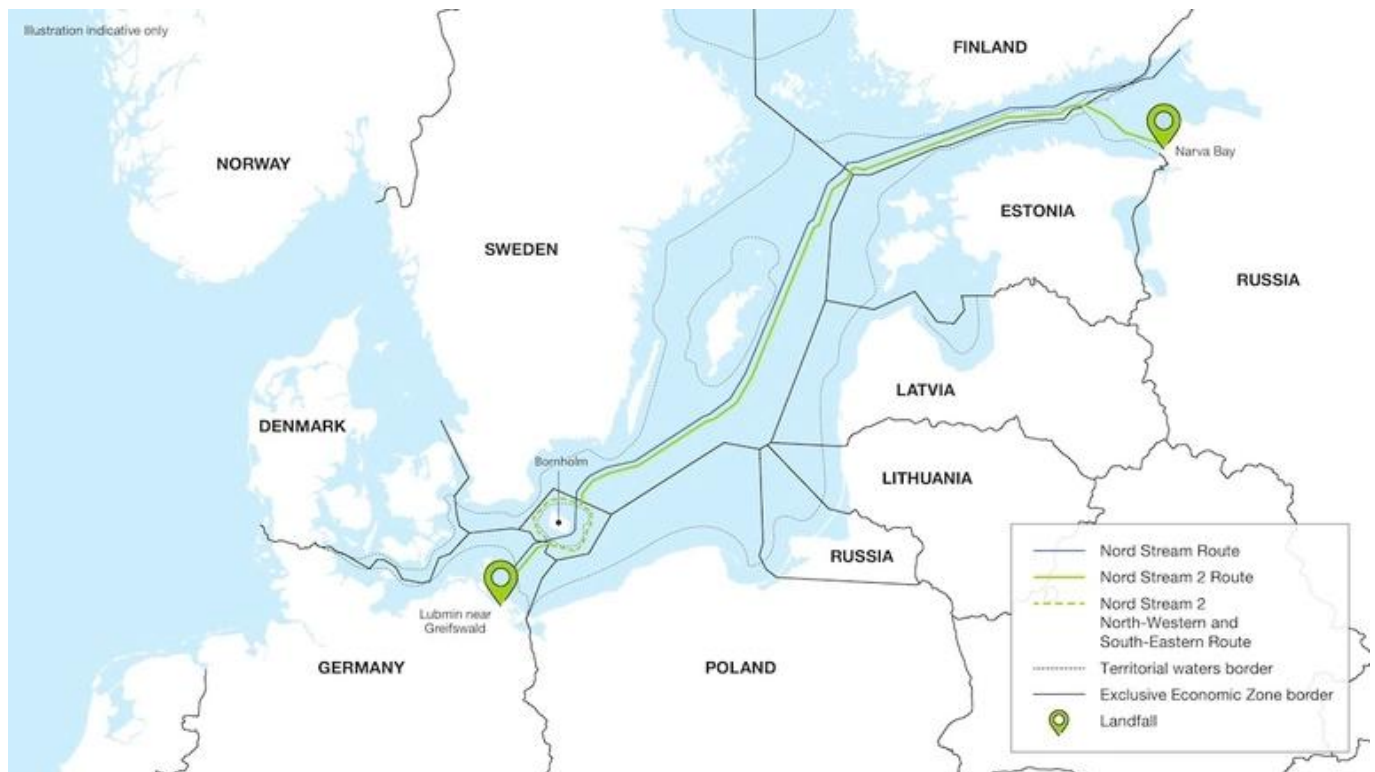 Illustration indicative only
FINLAND
NORWAY
Narva Bay
ESTONIA
SWEDEN
RUSSIA
LATVIA
DENMARK
Bornholm
LITHUANIA
RUSSIA
Lubmin near
Greifswald
GERMANY
POLAND
Nord Stream Route
Nord Stream 2 Route
Nord Stream 2
North-Western and
South-Eastern Route
Territorial waters border
Exclusive Economic Zone border
Landfall